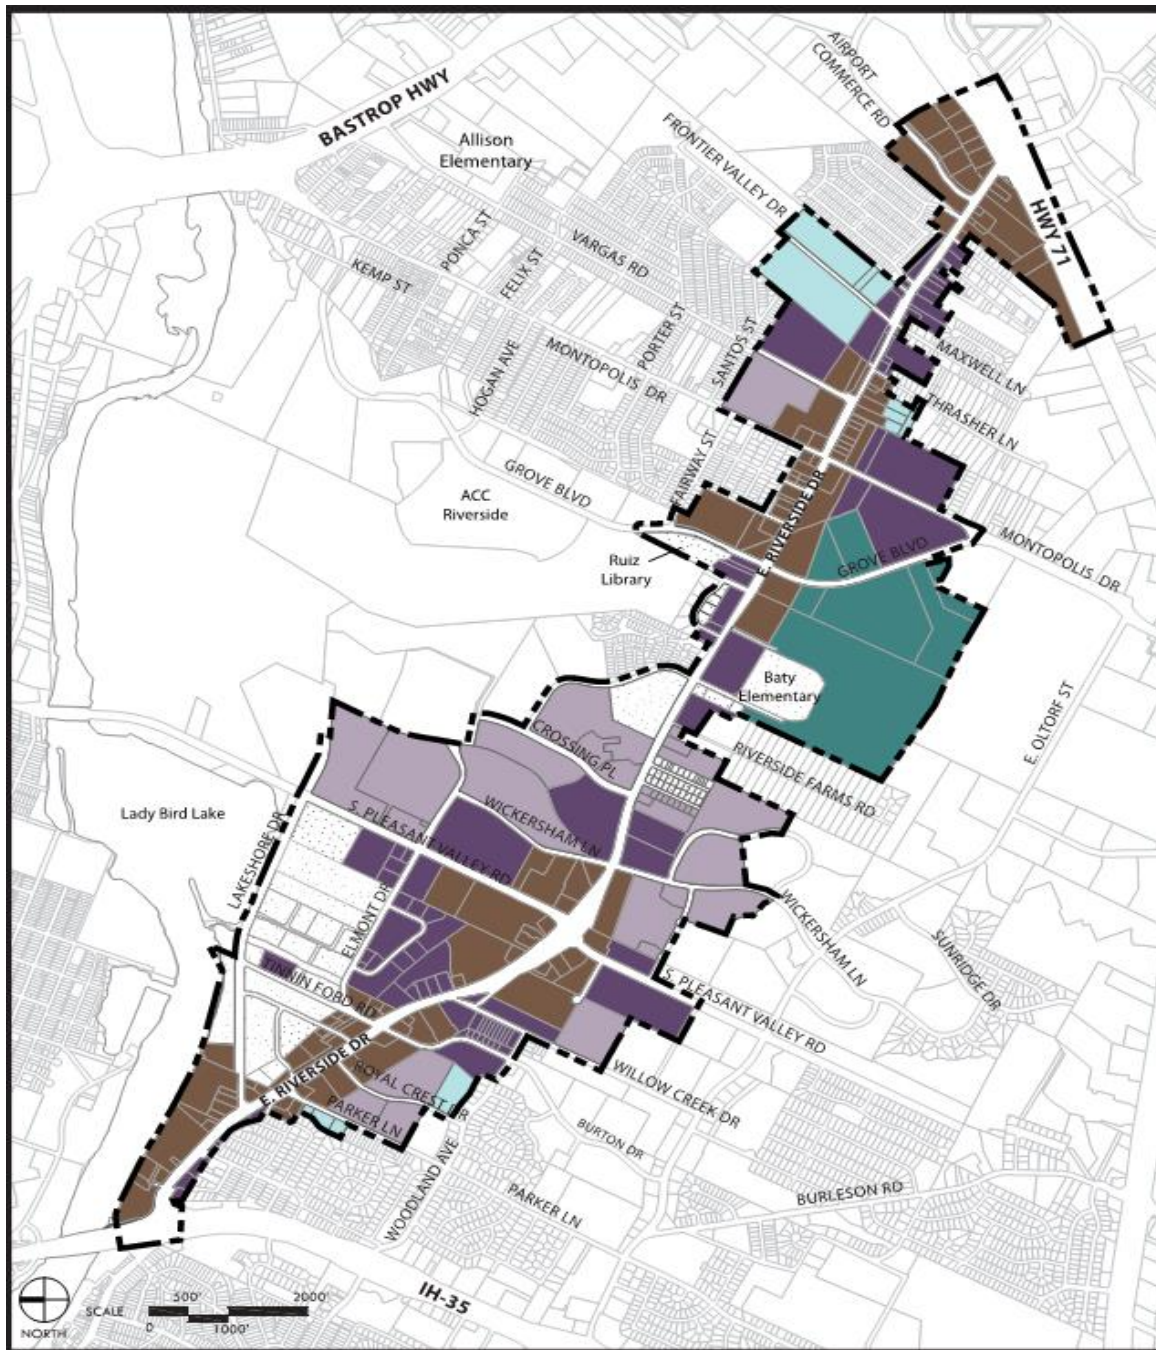 AIRPORT
COMMERCE RD
BASTROP HWY
Allison
Elementary
FRONTIER VALLEY DR
HWY 71
PONCA ST
VARGAS RD
FELIX ST
KEMP ST
PORTER ST
SANTOS ST
MAXWELL LN
HOGAN AVE
MONTOPOLIS DR
THRASHER LN
FAIRWAY ST
GROVE BLVD
ACC
Riverside
E. RIVERSIDE DR
MONTOPOLIS DR
GROVE BLVD
Ruiz
Library
Baty
Elementary
E. OLTORF ST
CROSSING PL
RIVERSIDE FARMS RD
Lady Bird Lake
LAKESHORE DR
S. PLEASANT VALLEY RD
WICKERSHAM LN
ELMONT DR
WICKERSHAM LN
SUNRIDGE DR
TINNIN FORD RD
S. PLEASANT VALLEY RD
E. RIVERSIDE DR
ROYAL CREST DR
PARKER LN
WILLOW CREEK DR
BURTON DR
WOODLAND AVE
PARKER LN
BURLESON RD
IH-35
NORTH
SCALE
500'
2000'
0
1000'